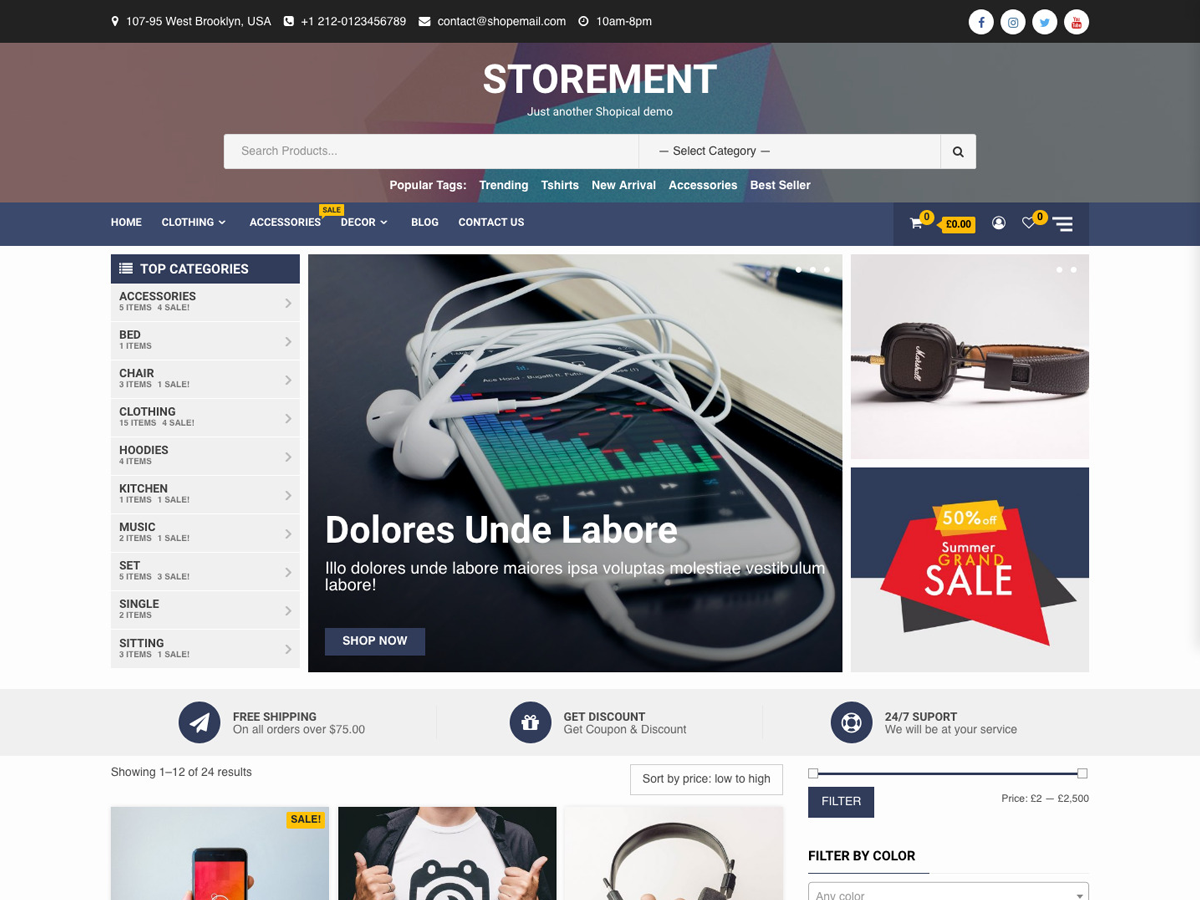 107-95 West Brooklyn, USA +1 212-0123456789 contact@shopemail.com 10am-8pm
STOREMENT
Just another Shopical demo
Search Products... — Select Category —
Popular Tags: Trending Tshirts New Arrival Accessories Best Seller
SALE
HOME CLOTHING ACCESSORIES DECOR BLOG CONTACT US 0 £0.00 0
TOP CATEGORIES
ACCESSORIES
5 ITEMS 4 SALE!
BED
1 ITEMS
CHAIR
3 ITEMS 1 SALE!
CLOTHING
15 ITEMS 4 SALE!
HOODIES
4 ITEMS
KITCHEN
1 ITEMS 1 SALE!
MUSIC
2 ITEMS 1 SALE!
SET
5 ITEMS 3 SALE!
SINGLE
2 ITEMS
SITTING
3 ITEMS 1 SALE!
Dolores Unde Labore
Illo dolores unde labore maiores ipsa voluptas molestiae vestibulum
labore!
SHOP NOW
Marshall
50% off
Summer
GRAND
SALE
FREE SHIPPING
On all orders over $75.00
GET DISCOUNT
Get Coupon & Discount
24/7 SUPORT
We will be at your service
Showing 1–12 of 24 results
Sort by price: low to high
SALE!
FILTER
Price: £2 — £2,500
FILTER BY COLOR
Any color